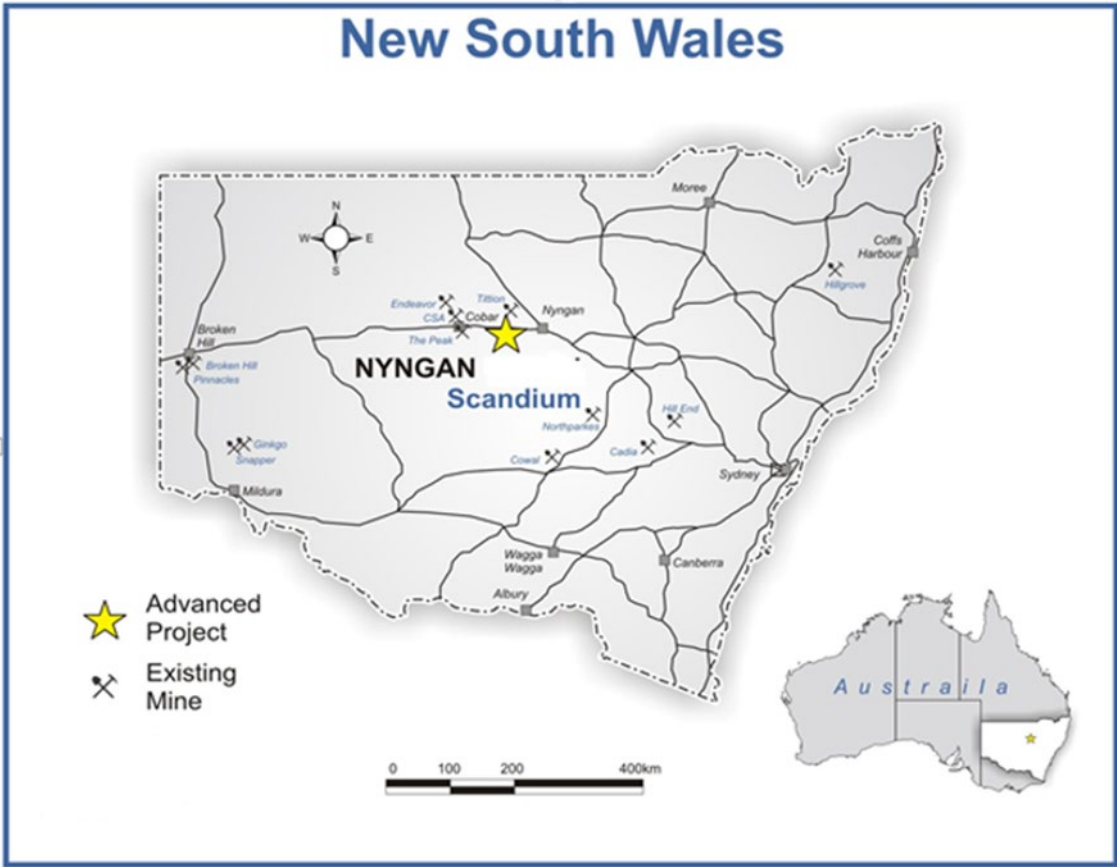 New South Wales
Moree
N
W
E
S
Coffs
Harbour
Hillgrove
Endeavor
Tittion
CSA
Cobar
Nyngan
The Peak
Broken
Hill
Broken Hill
Pinnacles
NYNGAN
Scandium
Hill End
Northparkes
Ginkgo
Snapper
Cowal
Cadia
Sydney
Mildura
Wagga
Wagga
Canberra
Albury
Advanced
Project
Existing
Mine
Austraila
0 100 200 400km